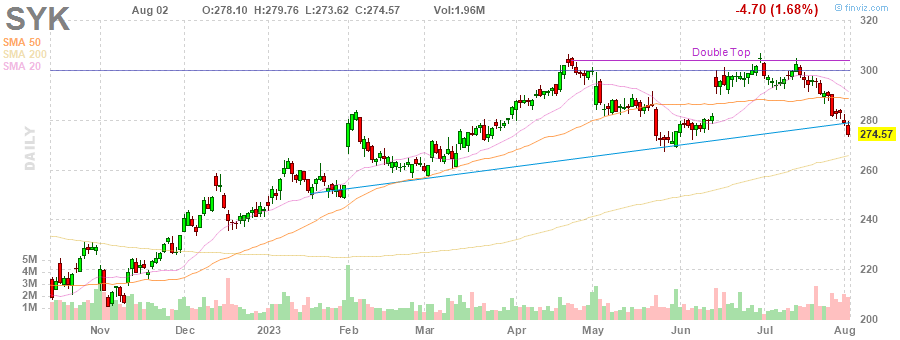 SYK Aug 02 O:278.10 H:279.76 L:273.62 C:274.57 Vol:1.96M -4.70 (1.68%) © finviz.com
SMA 50
SMA 200
SMA 20
DAILY
Double Top
320
300
280
274.57
260
240
220
200
5M
4M
3M
2M
1M
Nov Dec 2023 Feb Mar Apr May Jun Jul Aug